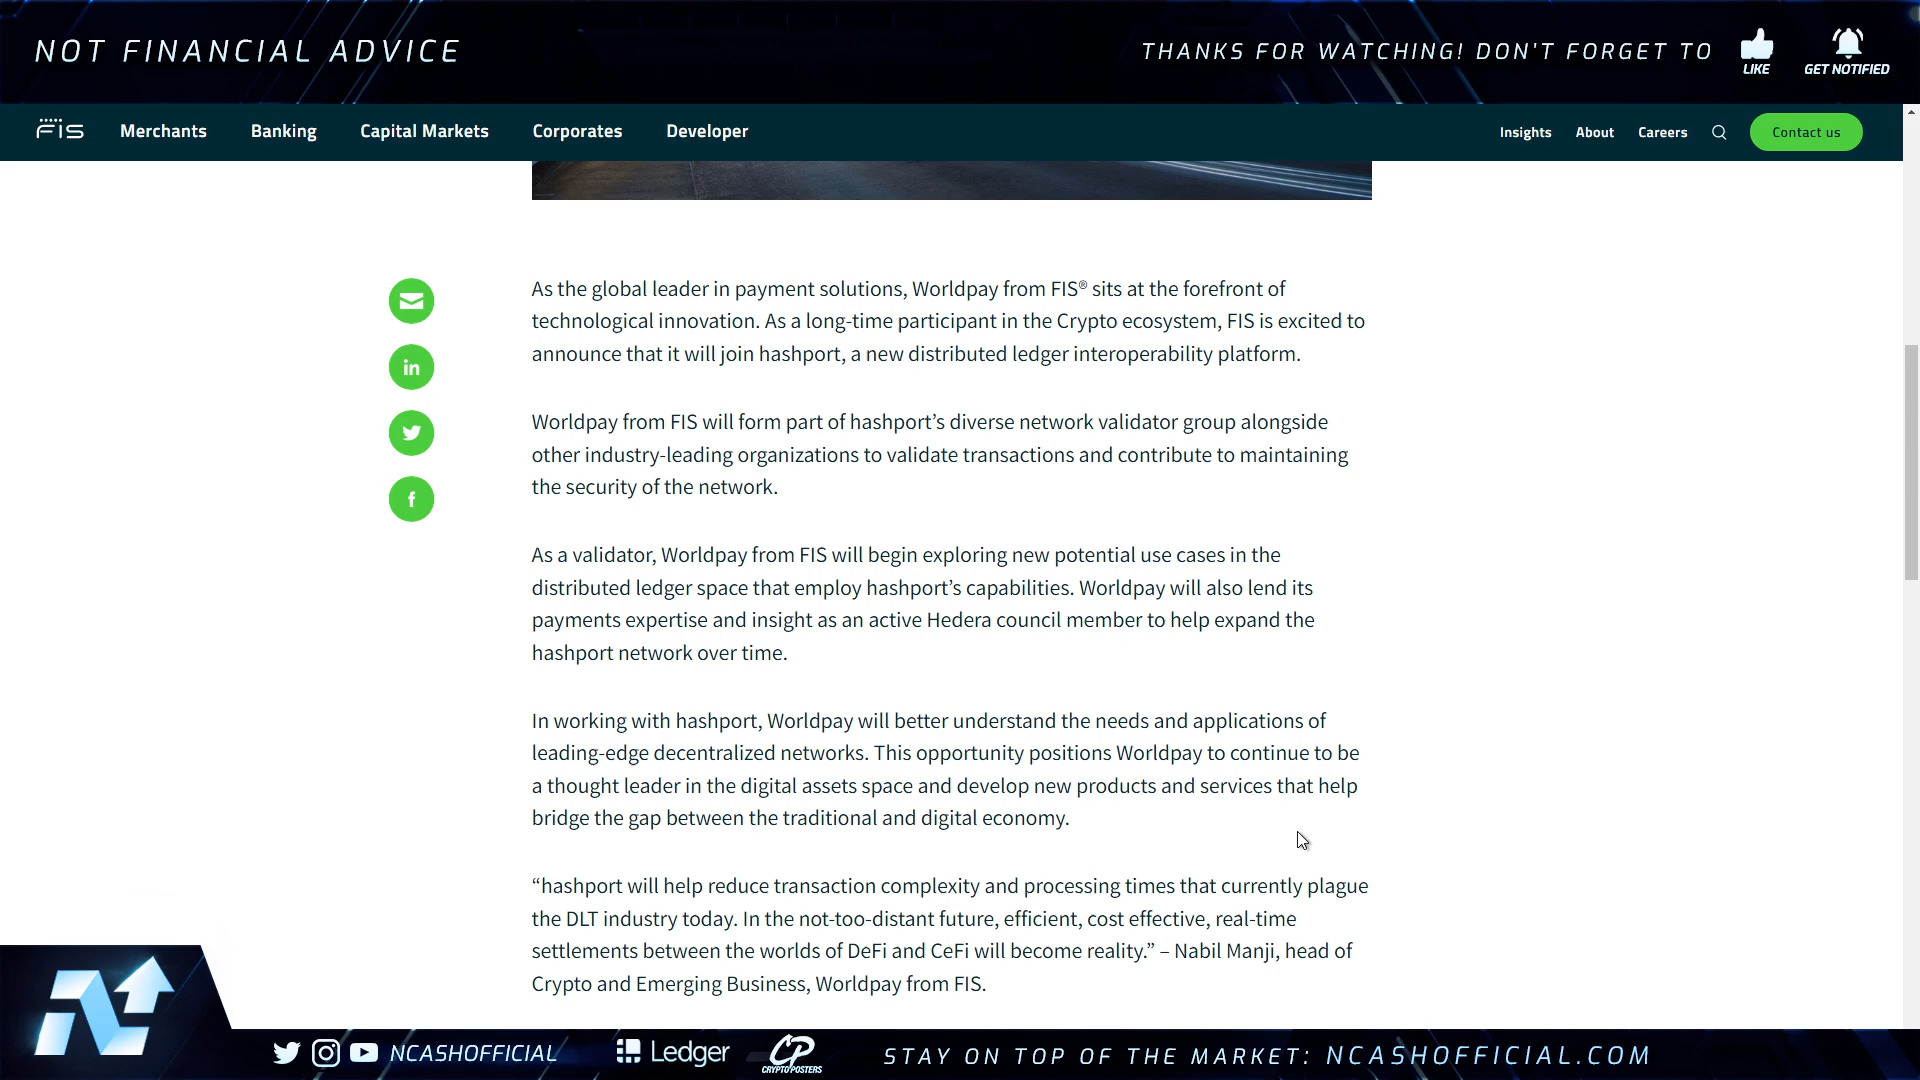 NOT FINANCIAL ADVICE
THANKS FOR WATCHING! DON'T FORGET TO
LIKE
GET NOTIFIED
FIS
Merchants
Banking
Capital Markets
Corporates
Developer
Insights
About
Careers
Contact us
As the global leader in payment solutions, Worldpay from FIS® sits at the forefront of
technological innovation. As a long-time participant in the Crypto ecosystem, FIS is excited to
announce that it will join hashport, a new distributed ledger interoperability platform.
Worldpay from FIS will form part of hashport’s diverse network validator group alongside
other industry-leading organizations to validate transactions and contribute to maintaining
the security of the network.
As a validator, Worldpay from FIS will begin exploring new potential use cases in the
distributed ledger space that employ hashport’s capabilities. Worldpay will also lend its
payments expertise and insight as an active Hedera council member to help expand the
hashport network over time.
In working with hashport, Worldpay will better understand the needs and applications of
leading-edge decentralized networks. This opportunity positions Worldpay to continue to be
a thought leader in the digital assets space and develop new products and services that help
bridge the gap between the traditional and digital economy.
“hashport will help reduce transaction complexity and processing times that currently plague
the DLT industry today. In the not-too-distant future, efficient, cost effective, real-time
settlements between the worlds of DeFi and CeFi will become reality.” – Nabil Manji, head of
Crypto and Emerging Business, Worldpay from FIS.
NCASHOFFICIAL
Ledger
CP
CRYPTOPOSTERS
STAY ON TOP OF THE MARKET: NCASHOFFICIAL.COM